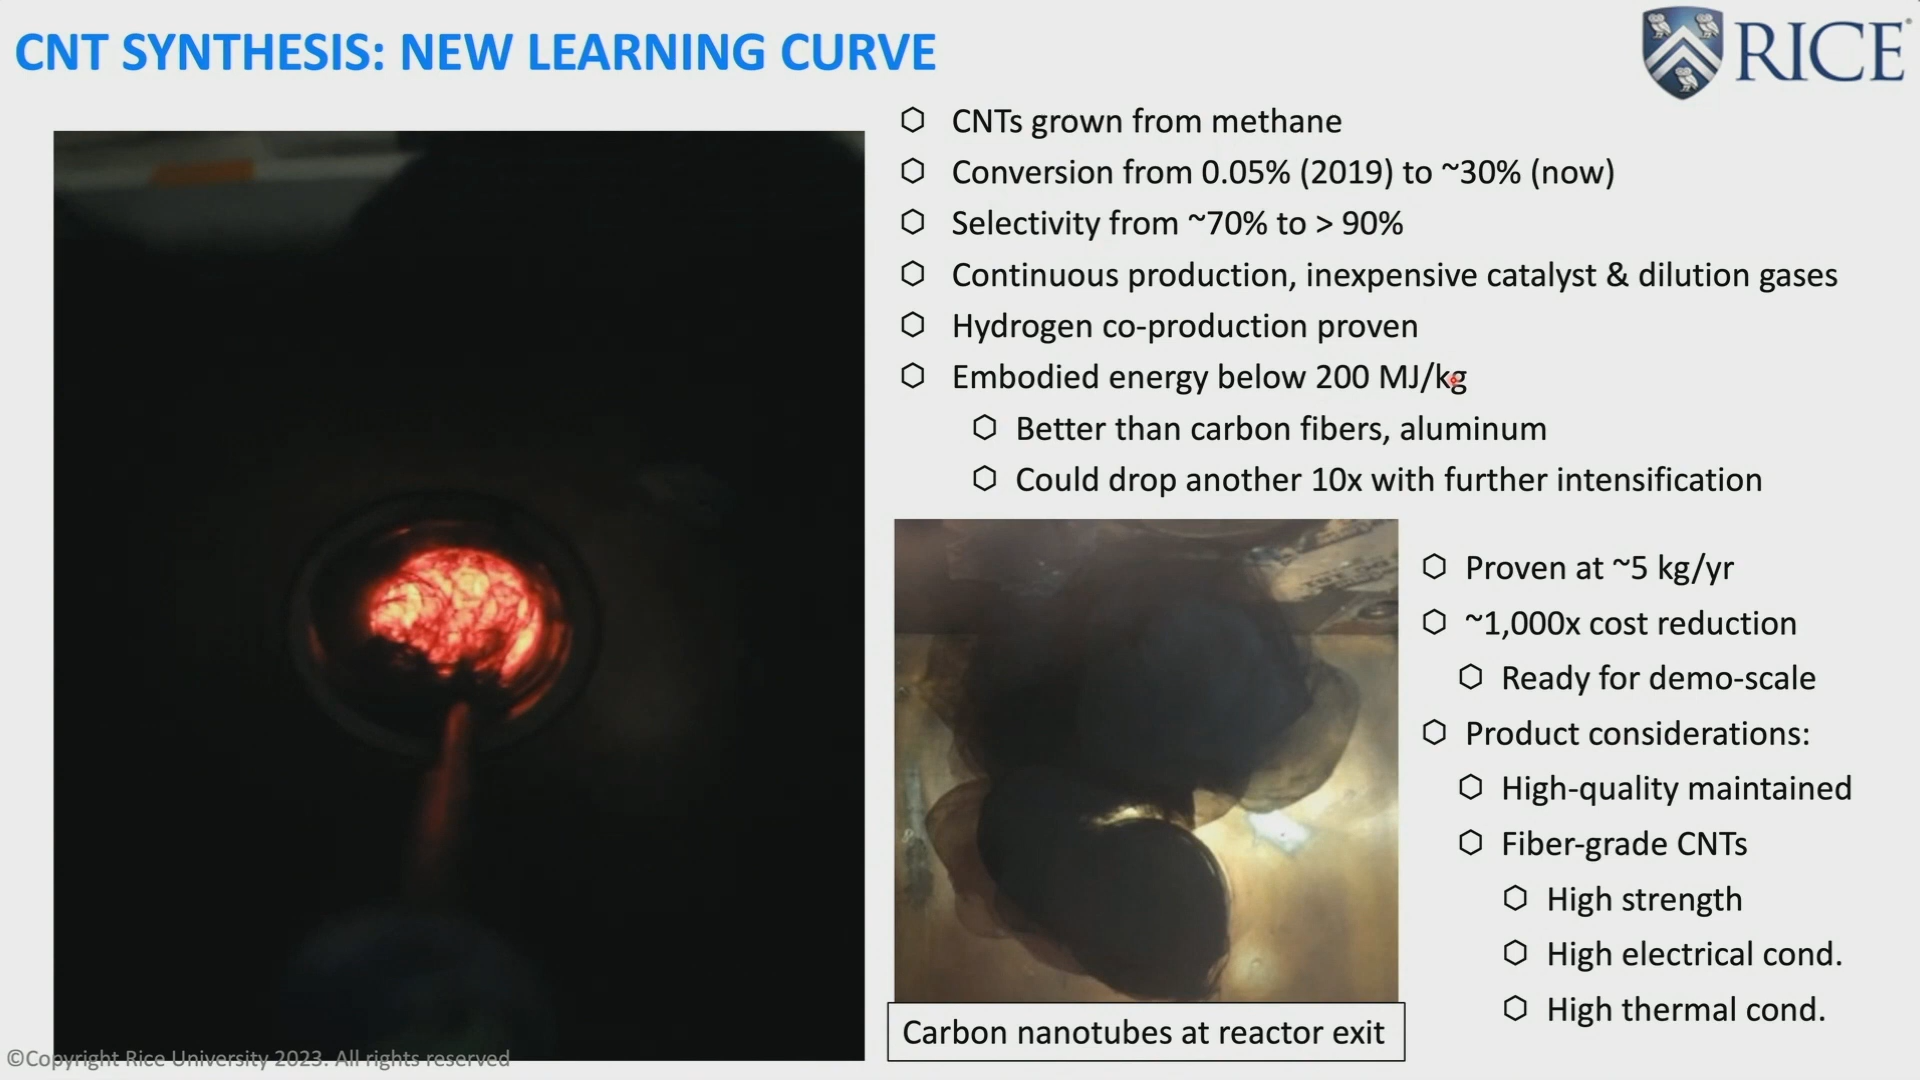 CNT SYNTHESIS: NEW LEARNING CURVE
RICE
CNTs grown from methane
Conversion from 0.05% (2019) to ~30% (now)
Selectivity from ~70% to > 90%
Continuous production, inexpensive catalyst & dilution gases
Hydrogen co-production proven
Embodied energy below 200 MJ/kg
Better than carbon fibers, aluminum
Could drop another 10x with further intensification
Proven at ~5 kg/yr
~1,000x cost reduction
Ready for demo-scale
Product considerations:
High-quality maintained
Fiber-grade CNTs
High strength
High electrical cond.
High thermal cond.
Carbon nanotubes at reactor exit
©Copyright Rice University 2023. All rights reserved